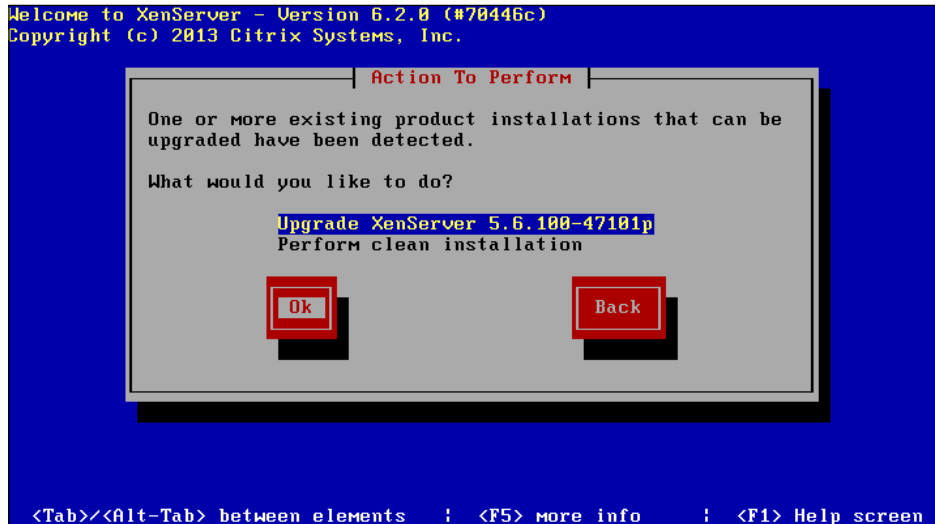 Welcome to XenServer - Version 6.2.0 (#70446c)
Copyright (c) 2013 Citrix Systems, Inc.
Action To Perform
One or more existing product installations that can be
upgraded have been detected.
What would you like to do?
Upgrade XenServer 5.6.100-47101p
Perform clean installation
Ok Back
<Tab>/<Alt-Tab> between elements ¦ <F5> more info ¦ <F1> Help screen